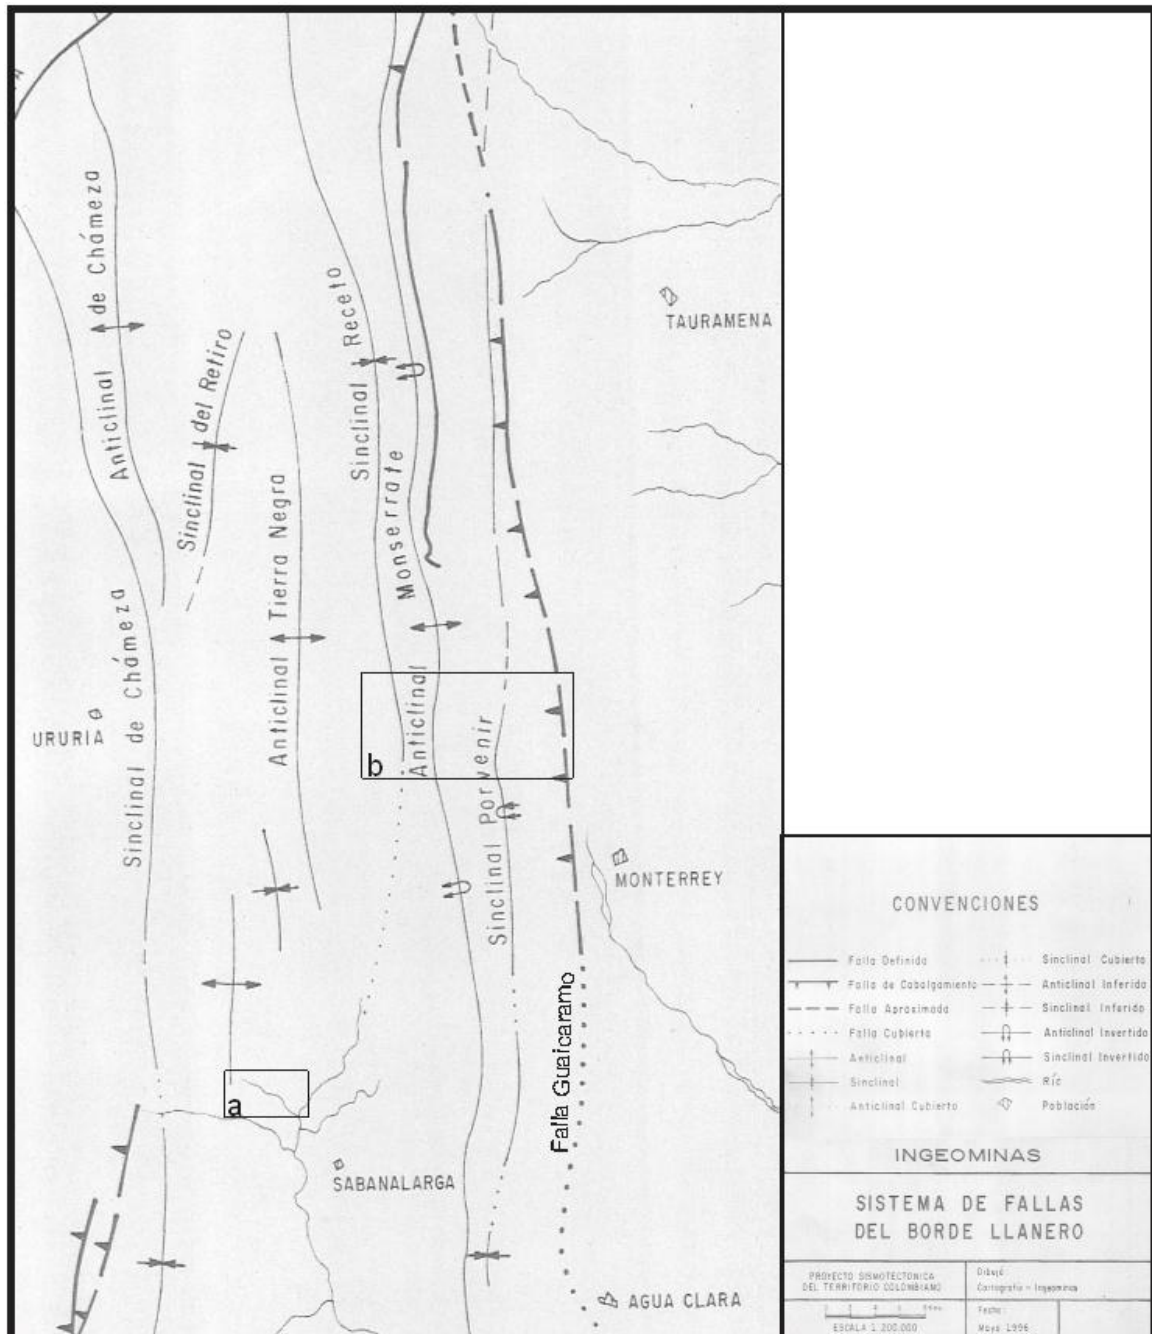 Anticlinal de Chámeza
Sinclinal del Retiro
Sinclinal Receto
TAURAMENA
Anticlinal Tierra Negra
Anticlinal Monserrate
Sinclinal de Chámeza
URURIA
b
Sinclinal Porvenir
MONTERREY
Falla Guaicaramo
a
SABANALARGA
AGUA CLARA
CONVENCIONES
Falla Definida
Falla de Cabalgamiento
Falla Aproximada
Falla Cubierta
Anticlinal
Sinclinal
Anticlinal Cubierto
Sinclinal Cubierto
Anticlinal Inferido
Sinclinal Inferido
Anticlinal Invertido
Sinclinal Invertido
Río
Población
INGEOMINAS
SISTEMA DE FALLAS
DEL BORDE LLANERO
PROYECTO SISMOTECTONICA
DEL TERRITORIO COLOMBIANO
ESCALA 1:200.000
Dibujó:
Cartografía - Ingeominas
Fecha:
Mayo 1996